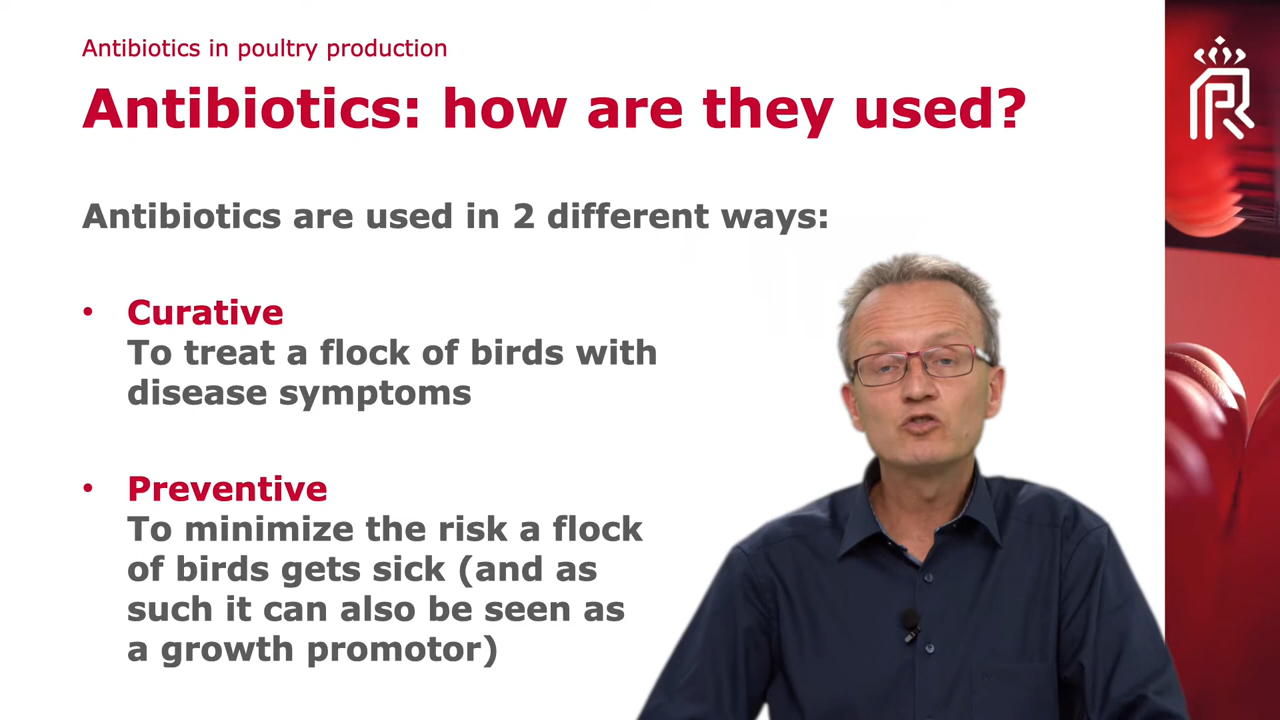 Antibiotics in poultry production
Antibiotics: how are they used?
Antibiotics are used in 2 different ways:
• Curative
To treat a flock of birds with
disease symptoms
• Preventive
To minimize the risk a flock
of birds gets sick (and as
such it can also be seen as
a growth promotor)